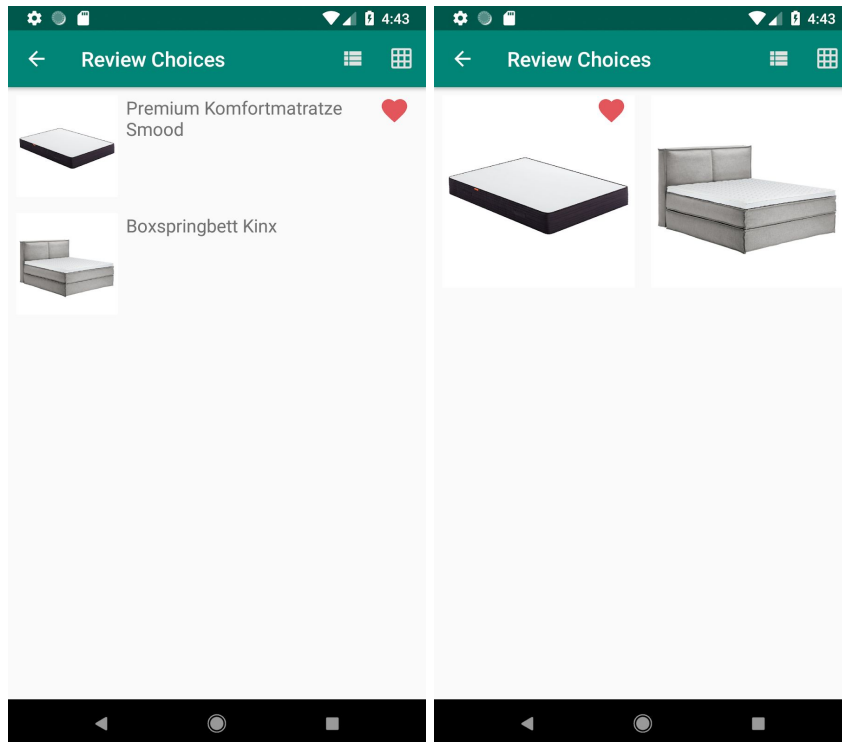 4:43
Review Choices
Premium Komfortmatratze
Smood
Boxspringbett Kinx
4:43
Review Choices